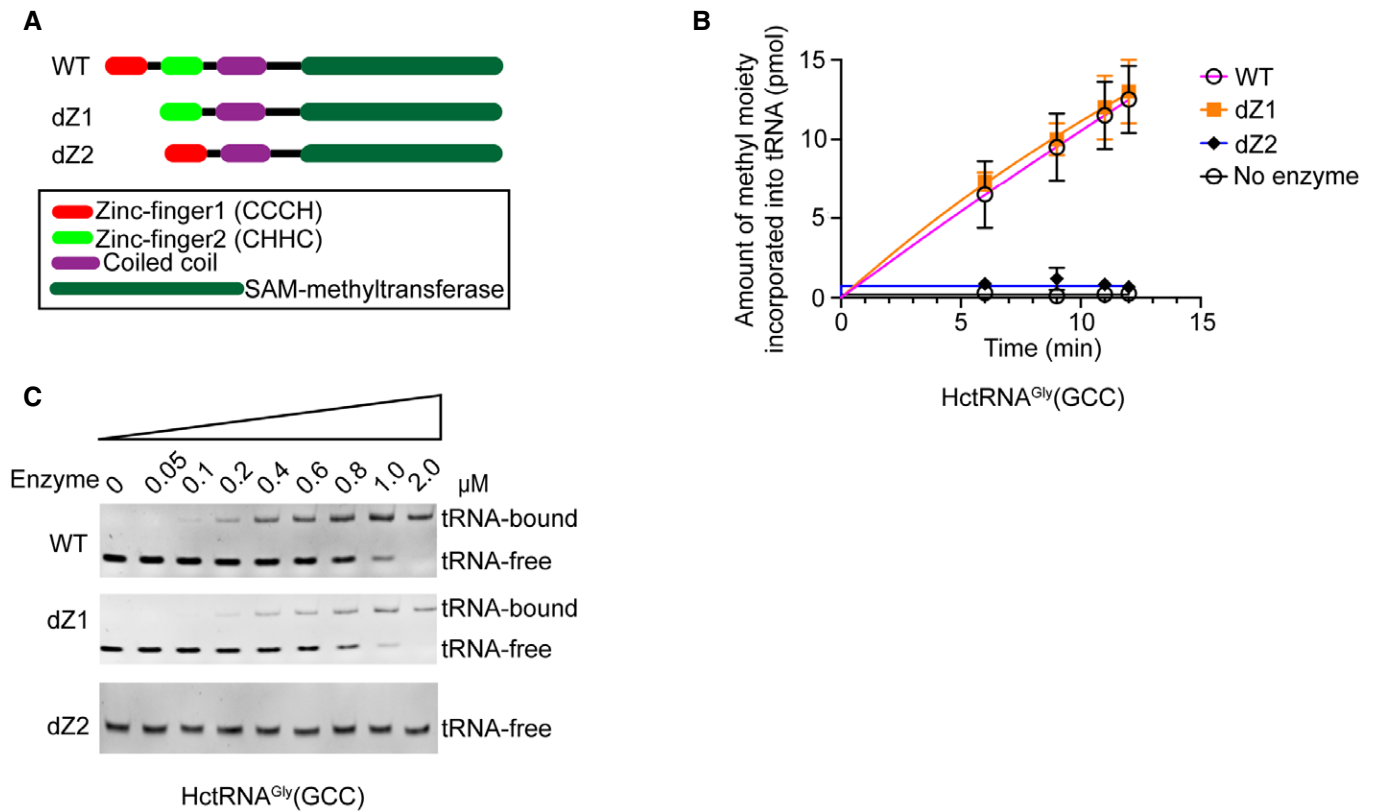 A
WT
dZ1
dZ2
Zinc-finger1 (CCCH)
Zinc-finger2 (CHHC)
Coiled coil
SAM-methyltransferase
B
Amount of methyl moiety
incorporated into tRNA (pmol)
15
10
5
0
0 5 10 15
Time (min)
WT
dZ1
dZ2
No enzyme
HctRNAGly(GCC)
C
Enzyme 0 0.05 0.1 0.2 0.4 0.6 0.8 1.0 2.0 µM
WT
tRNA-bound
tRNA-free
dZ1
tRNA-bound
tRNA-free
dZ2
tRNA-free
HctRNAGly(GCC)